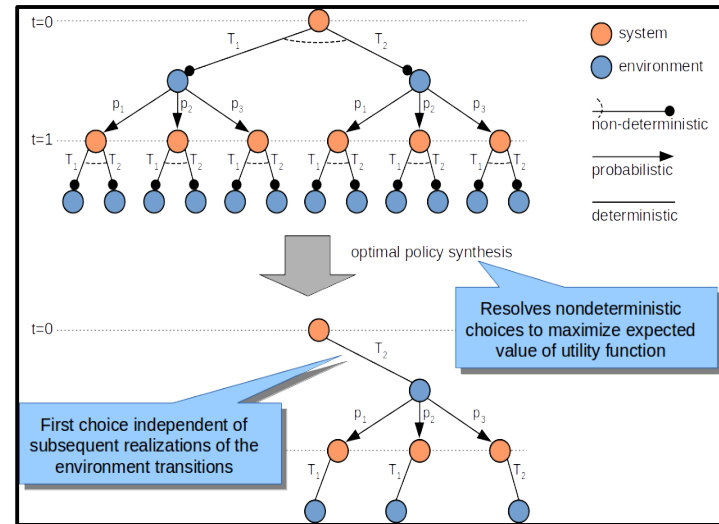 t=0
T1
T2
system
environment
non-deterministic
probabilistic
deterministic
p1 p2 p3 p1 p2 p3
t=1
T1 T2 T1 T2 T1 T2 T1 T2 T1 T2 T1 T2
optimal policy synthesis
Resolves nondeterministic
choices to maximize expected
value of utility function
t=0
T2
First choice independent of
subsequent realizations of the
environment transitions
p1 p2 p3
T1 T1 T2